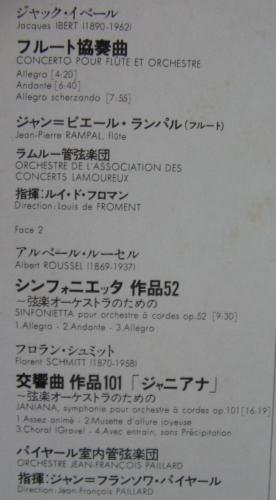 ジャック・イベール
Jacques IBERT (1890-1962)
フルート協奏曲
CONCERTO POUR FLÛTE ET ORCHESTRE
Allegro [4:20]
Andante [6:40]
Allegro scherzando [7:55]
ジャン=ピエール・ランパル(フルート)
Jean-Pierre RAMPAL, flûte
ラムルー管弦楽団
ORCHESTRE DE L'ASSOCIATION DES
CONCERTS LAMOUREUX
指揮:ルイ・ド・フロマン
Direction: Louis de FROMENT
Face 2
アルベール・ルーセル
Albert ROUSSEL (1869-1937)
シンフォニエッタ 作品52
〜弦楽オーケストラのための
SINFONIETTA pour orchestre à cordes op.52 [9:30]
1.Allegro - 2.Andante - 3.Allegro
フロラン・シュミット
Florent SCHMITT (1870-1958)
交響曲 作品101「ジャニアナ」
〜弦楽オーケストラのための
JANIANA, symphonie pour orchestre à cordes op.101 [16:19]
1.Assez animé - 2.Musette d'allure joyeuse
3.Choral (Grave) - 4.Avec entrain, sans Précipitation
パイヤール室内管弦楽団
ORCHESTRE JEAN-FRANÇOIS PAILLARD
指揮:ジャン=フランソワ・パイヤール
Direction: Jean-François PAILLARD